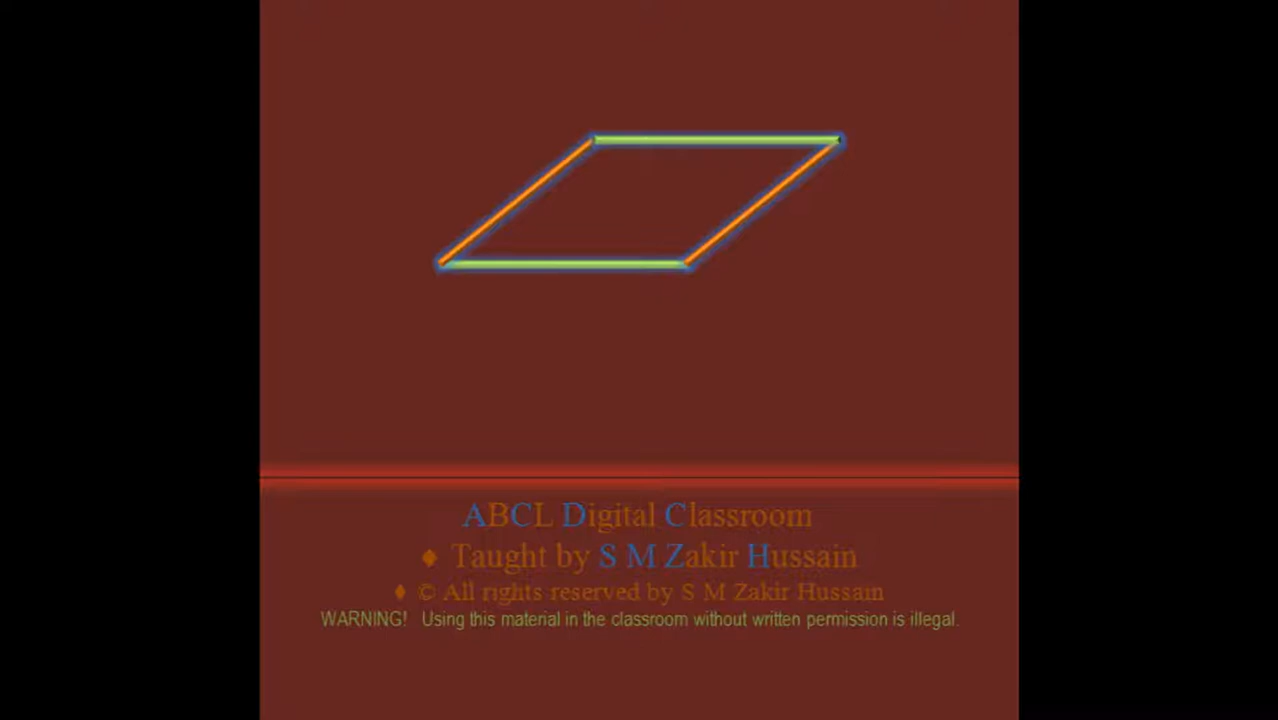 ABCL Digital Classroom
♦ Taught by S M Zakir Hussain
♦ © All rights reserved by S M Zakir Hussain
WARNING! Using this material in the classroom without written permission is illegal.